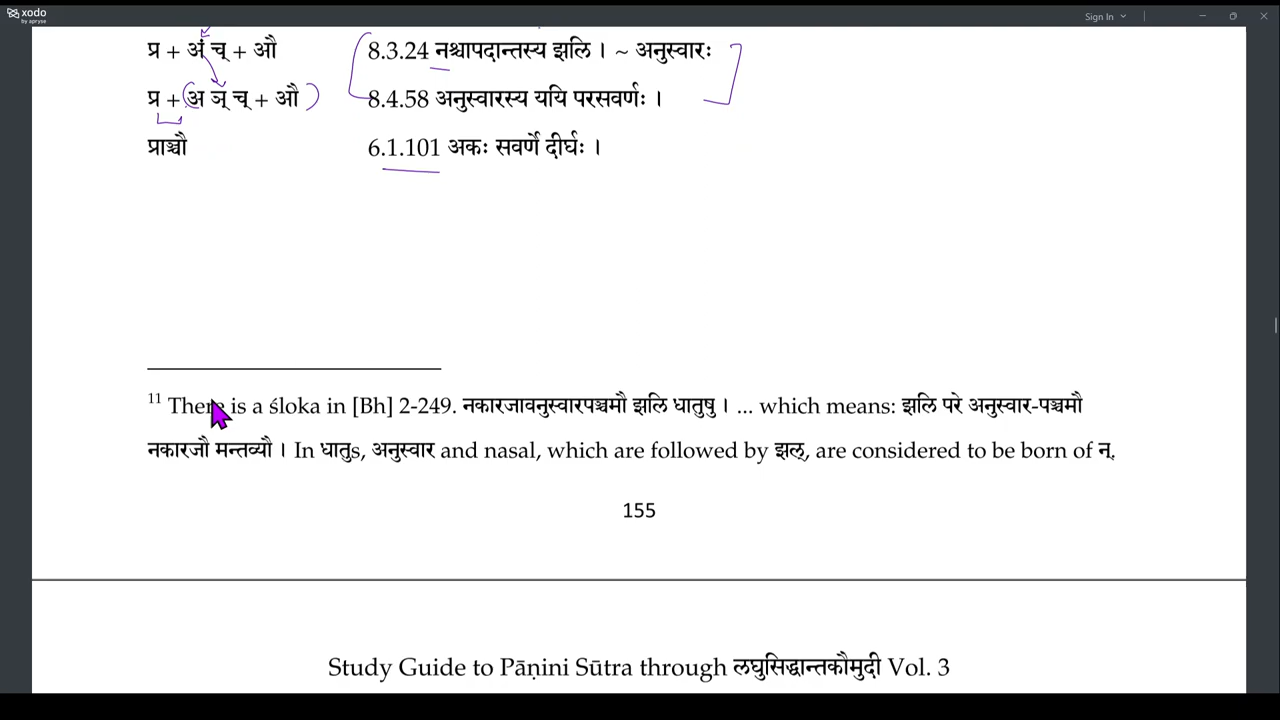 xodo
by apryse
Sign In
प्र + अं च् + औ 8.3.24 नश्चापदान्तस्य झलि । ~ अनुस्वारः
प्र + (अ ञ् च् + औ ) 8.4.58 अनुस्वारस्य ययि परसवर्णः ।
प्राञ्चौ 6.1.101 अकः सवर्णे दीर्घः ।
11 There is a śloka in [Bh] 2-249. नकारजावनुस्वारपञ्चमौ झलि धातुषु । ... which means: झलि परे अनुस्वार-पञ्चमौ
नकारजौ मन्तव्यौ । In धातुs, अनुस्वार and nasal, which are followed by झल्, are considered to be born of न्.
155
Study Guide to Pāṇini Sūtra through लघुसिद्धान्तकौमुदी Vol. 3